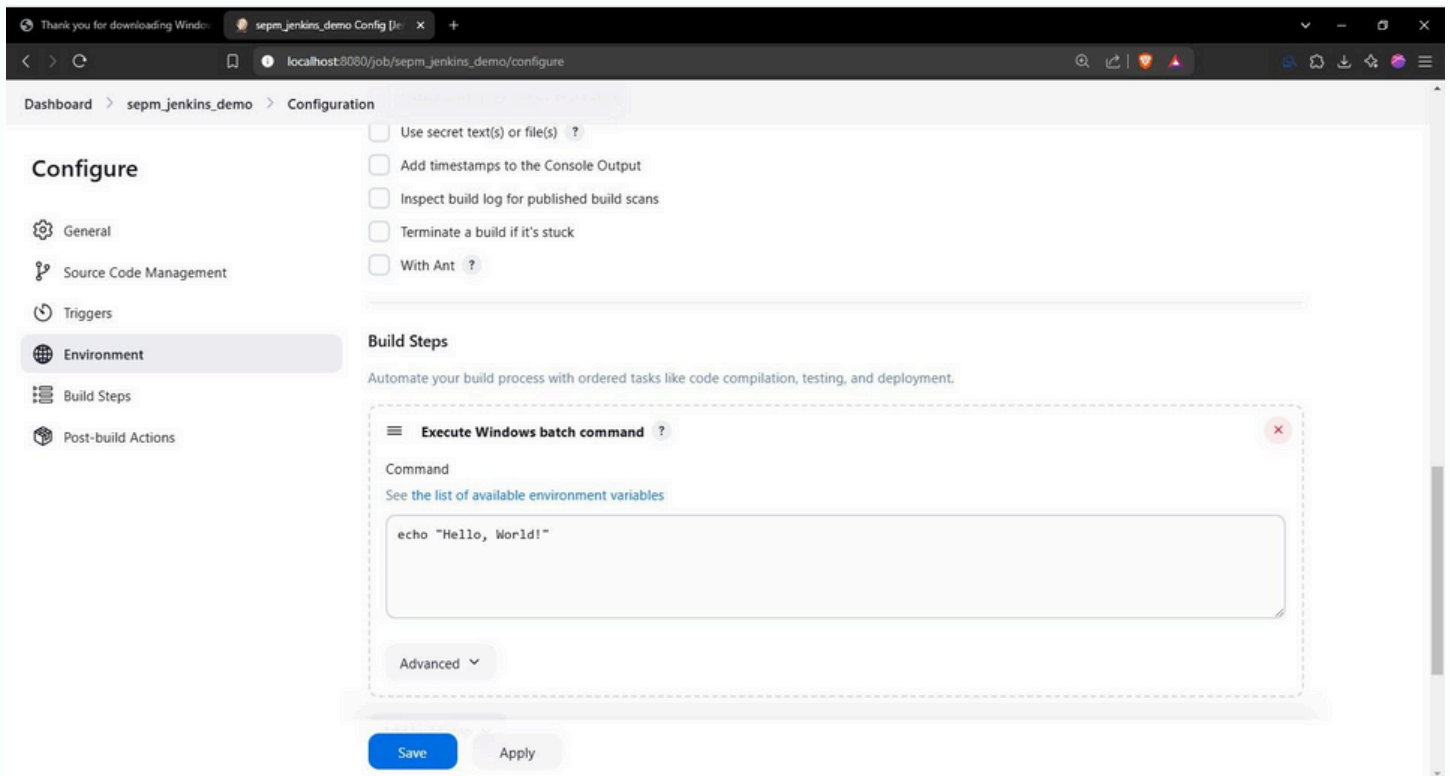 Thank you for downloading Windo
sepm_jenkins_demo Config [Je
localhost:8080/job/sepm_jenkins_demo/configure
Dashboard > sepm_jenkins_demo > Configuration
Configure
General
Source Code Management
Triggers
Environment
Build Steps
Post-build Actions
Use secret text(s) or file(s) ?
Add timestamps to the Console Output
Inspect build log for published build scans
Terminate a build if it's stuck
With Ant ?
Build Steps
Automate your build process with ordered tasks like code compilation, testing, and deployment.
Execute Windows batch command ?
Command
See the list of available environment variables
echo "Hello, World!"
Advanced
Save
Apply